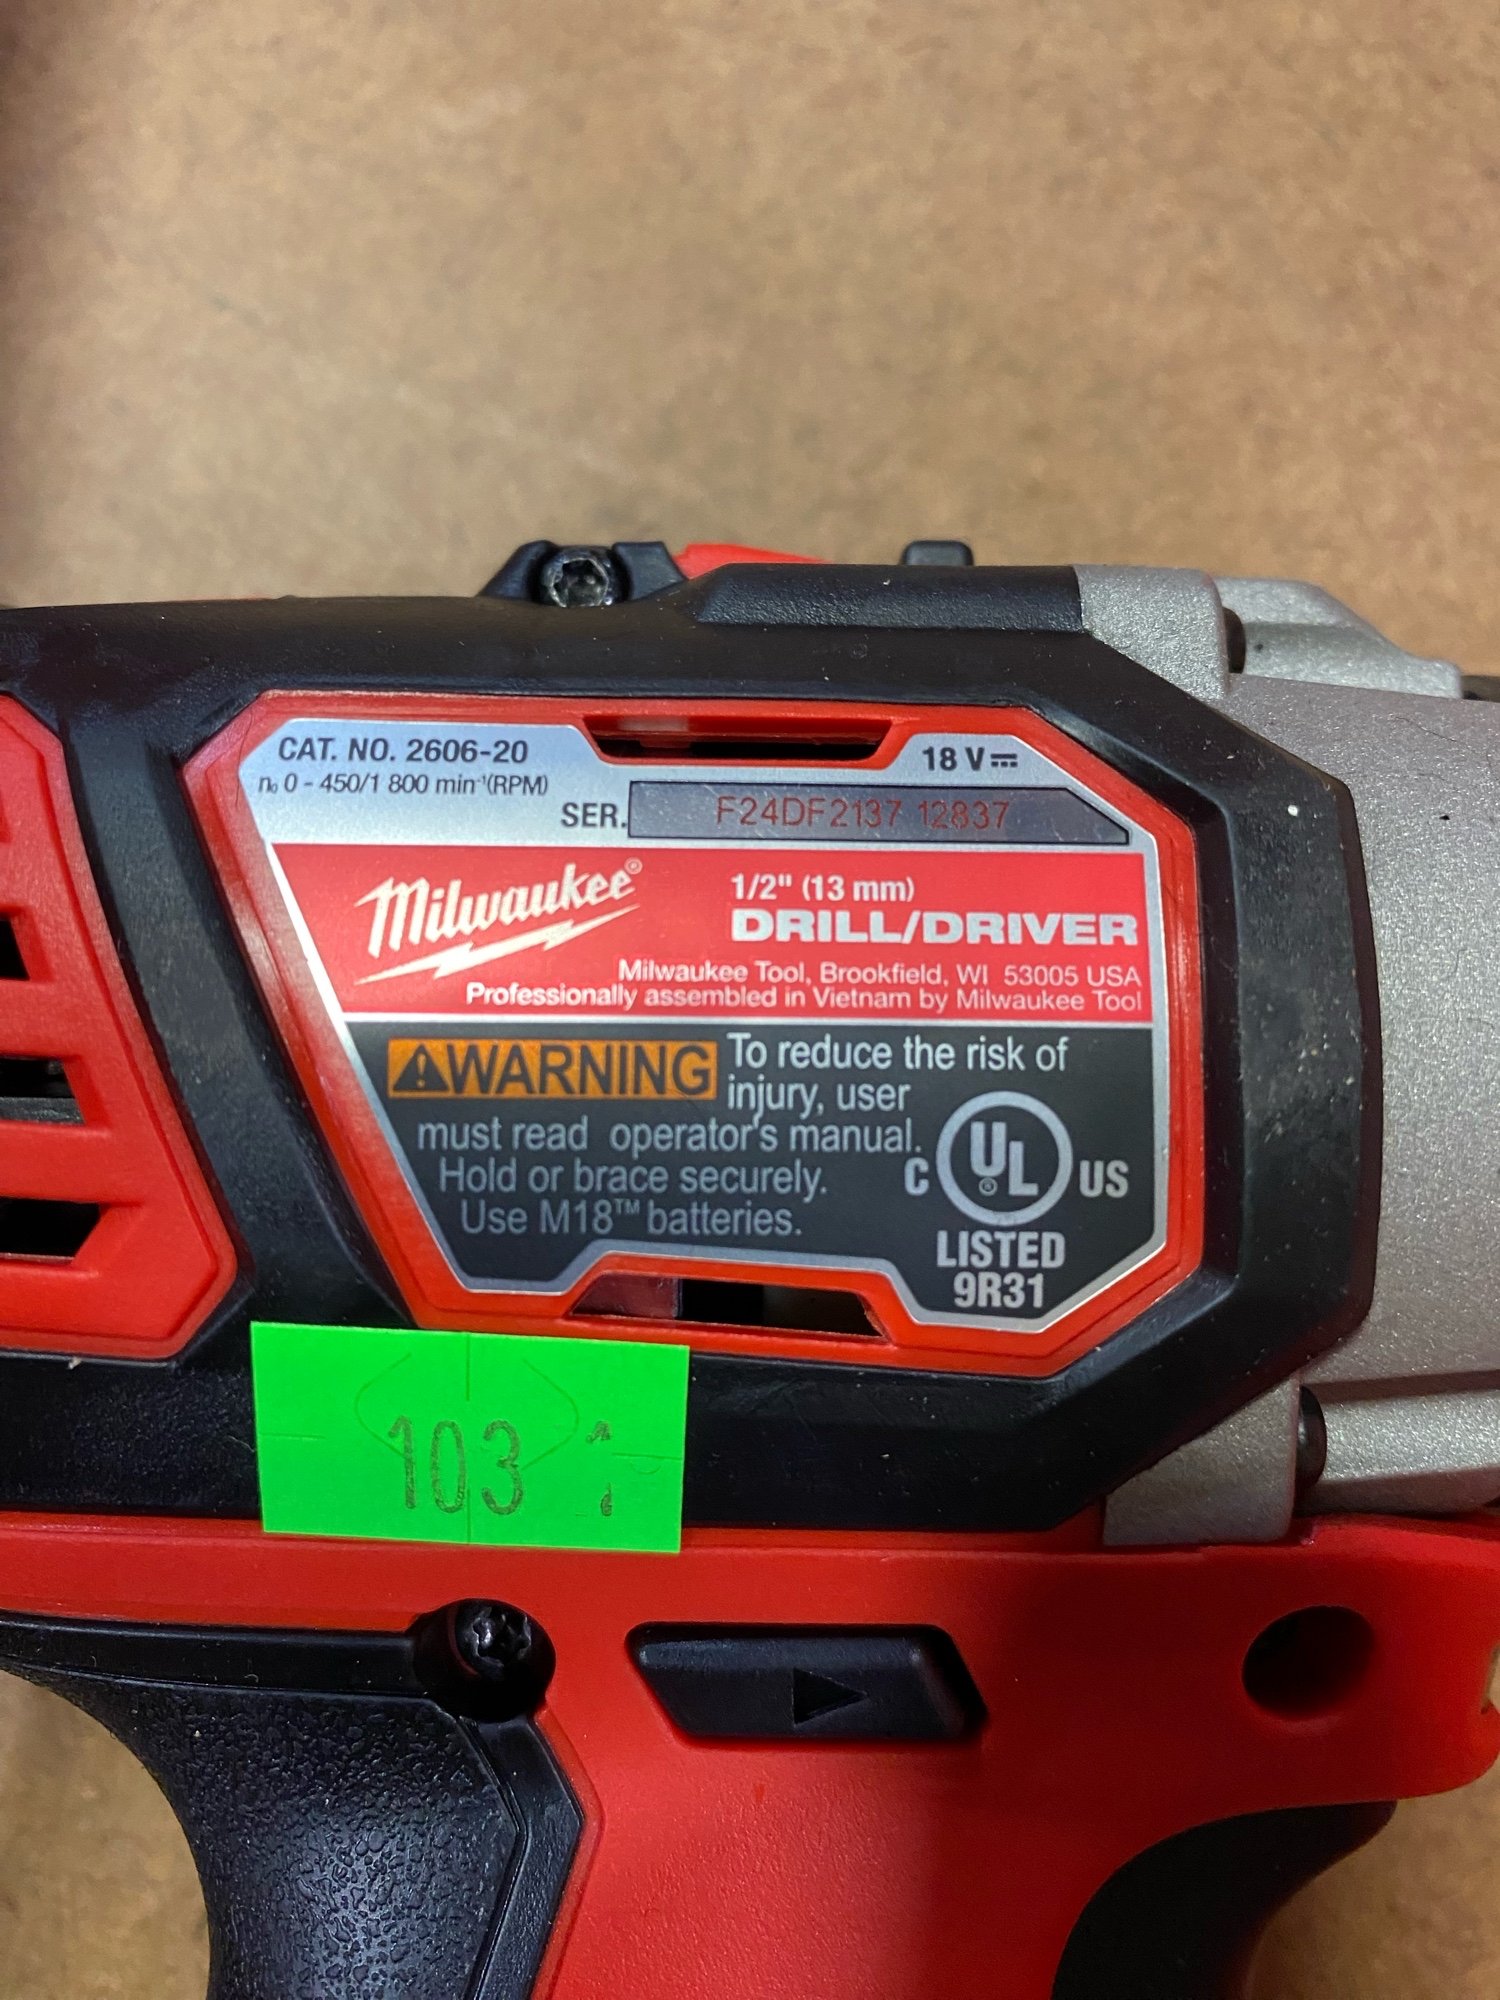 CAT. NO. 2606-20
18 V⎓
n₀ 0 - 450/1 800 min⁻¹(RPM)
SER. F24DF2137 12837
Milwaukee®
1/2" (13 mm)
DRILL/DRIVER
Milwaukee Tool, Brookfield, WI 53005 USA
Professionally assembled in Vietnam by Milwaukee Tool
⚠WARNING To reduce the risk of
injury, user
must read operator's manual.
Hold or brace securely.
Use M18™ batteries.
C UL® US
LISTED
9R31
103